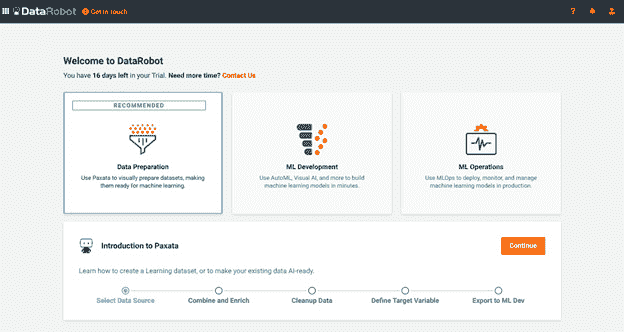 DataRobot Get in Touch ?
Welcome to DataRobot
You have 16 days left in your Trial. Need more time? Contact Us
RECOMMENDED
Data Preparation
Use Paxata to visually prepare datasets, making
them ready for machine learning.
ML Development
Use AutoML, Visual AI, and more to build
machine learning models in minutes.
ML Operations
Use MLOps to deploy, monitor, and manage
machine learning models in production.
Introduction to Paxata
Continue
Learn how to create a Learning dataset, or to make your existing data AI-ready.
Select Data Source
Combine and Enrich
Cleanup Data
Define Target Variable
Export to ML Dev